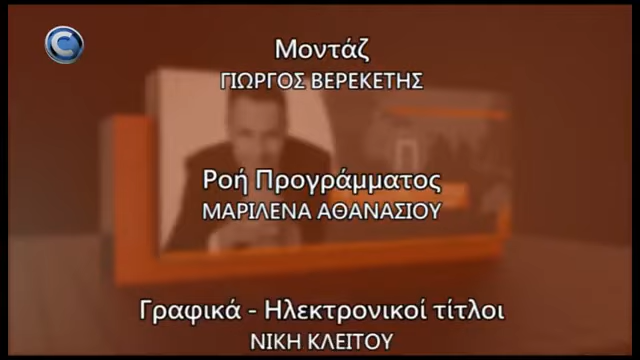 Μοντάζ
ΓΙΩΡΓΟΣ ΒΕΡΕΚΕΤΗΣ
Ροή Προγράμματος
ΜΑΡΙΛΕΝΑ ΑΘΑΝΑΣΙΟΥ
Γραφικά - Ηλεκτρονικοί τίτλοι
ΝΙΚΗ ΚΛΕΙΤΟΥ